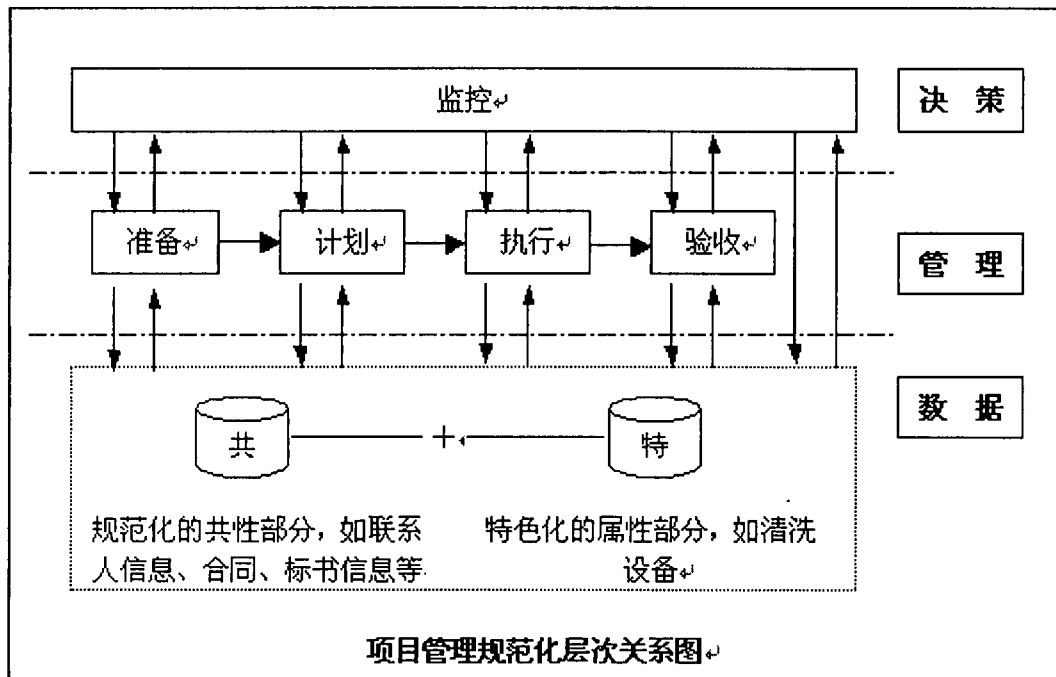 监控
决 策
准备
计划
执行
验收
管 理
数 据
共
+
特
规范化的共性部分，如联系
人信息、合同、标书信息等
特色化的属性部分，如清洗
设备
项目管理规范化层次关系图